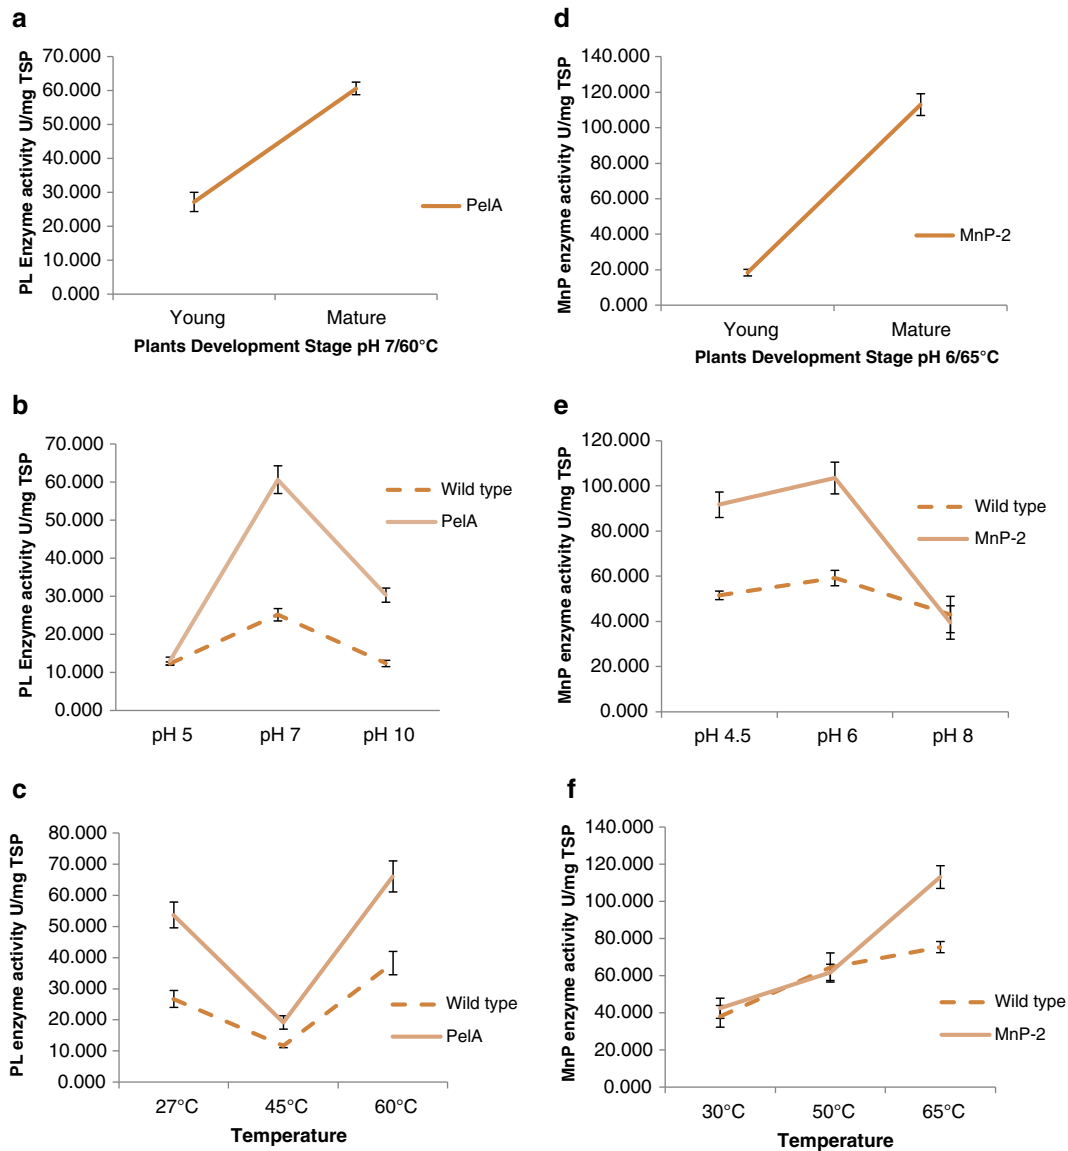 a
PL Enzyme activity U/mg TSP
70.000
60.000
50.000
40.000
30.000
20.000
10.000
0.000
Young
Mature
Plants Development Stage pH 7/60°C
PelA
d
MnP enzyme activity U/mg TSP
140.000
120.000
100.000
80.000
60.000
40.000
20.000
0.000
Young
Mature
Plants Development Stage pH 6/65°C
MnP-2
b
PL Enzyme activity U/mg TSP
70.000
60.000
50.000
40.000
30.000
20.000
10.000
0.000
pH 5
pH 7
pH 10
Wild type
PelA
e
MnP enzyme activity U/mg TSP
120.000
100.000
80.000
60.000
40.000
20.000
0.000
pH 4.5
pH 6
pH 8
Wild type
MnP-2
c
PL enzyme activity U/mg TSP
80.000
70.000
60.000
50.000
40.000
30.000
20.000
10.000
0.000
27°C
45°C
60°C
Temperature
Wild type
PelA
f
MnP enzyme activity U/mg TSP
140.000
120.000
100.000
80.000
60.000
40.000
20.000
0.000
30°C
50°C
65°C
Temperature
Wild type
MnP-2